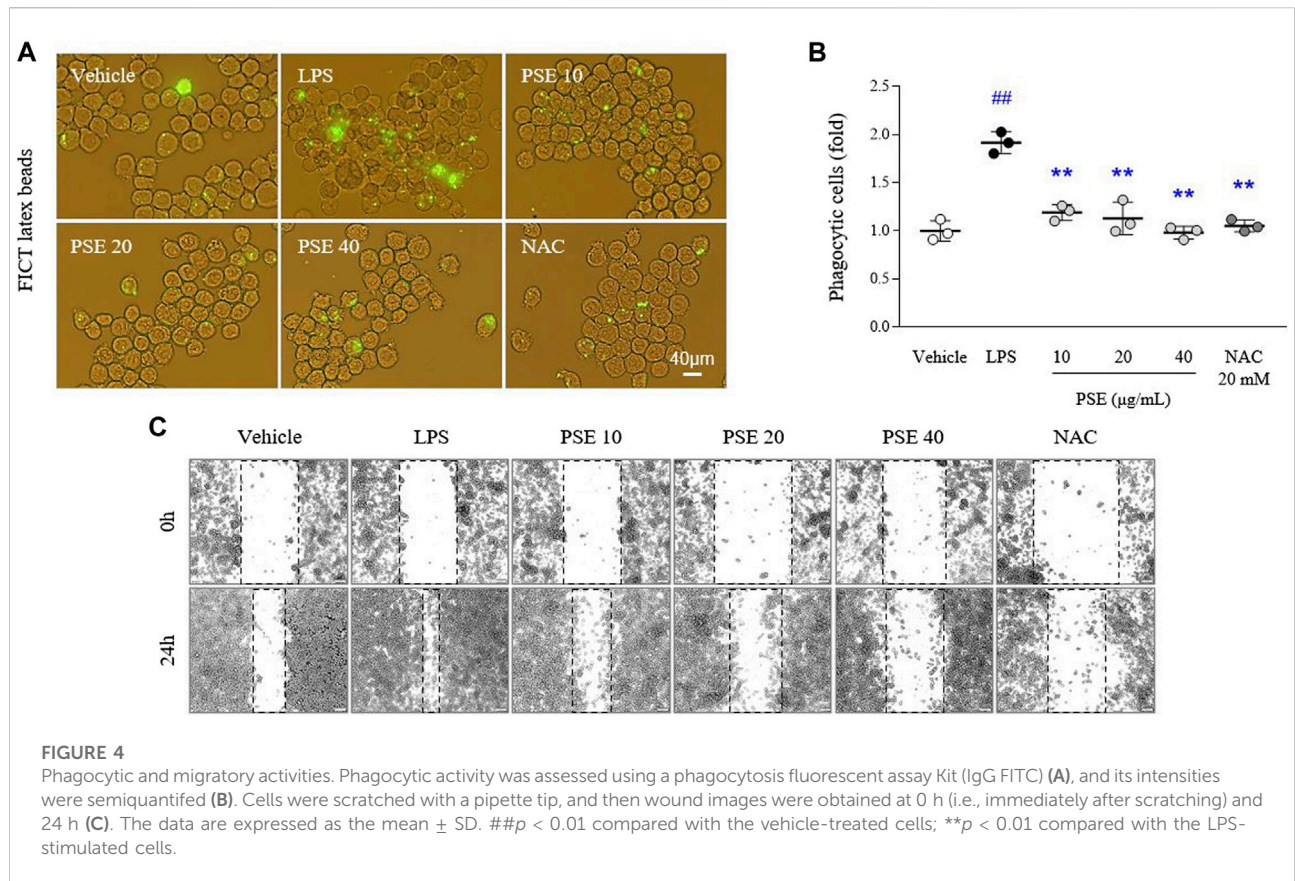 A
FICT latex beads
Vehicle
LPS
PSE 10
PSE 20
PSE 40
NAC
40μm
B
Phagocytic cells (fold)
2.5
2.0
1.5
1.0
0.5
0.0
##
**
**
**
**
Vehicle
LPS
10
20
40
NAC
20 mM
PSE (μg/mL)
C
Vehicle
LPS
PSE 10
PSE 20
PSE 40
NAC
0h
24h
FIGURE 4
Phagocytic and migratory activities. Phagocytic activity was assessed using a phagocytosis fluorescent assay Kit (IgG FITC) (A), and its intensities
were semiquantifed (B). Cells were scratched with a pipette tip, and then wound images were obtained at 0 h (i.e., immediately after scratching) and
24 h (C). The data are expressed as the mean ± SD. ##p < 0.01 compared with the vehicle-treated cells; **p < 0.01 compared with the LPS-
stimulated cells.